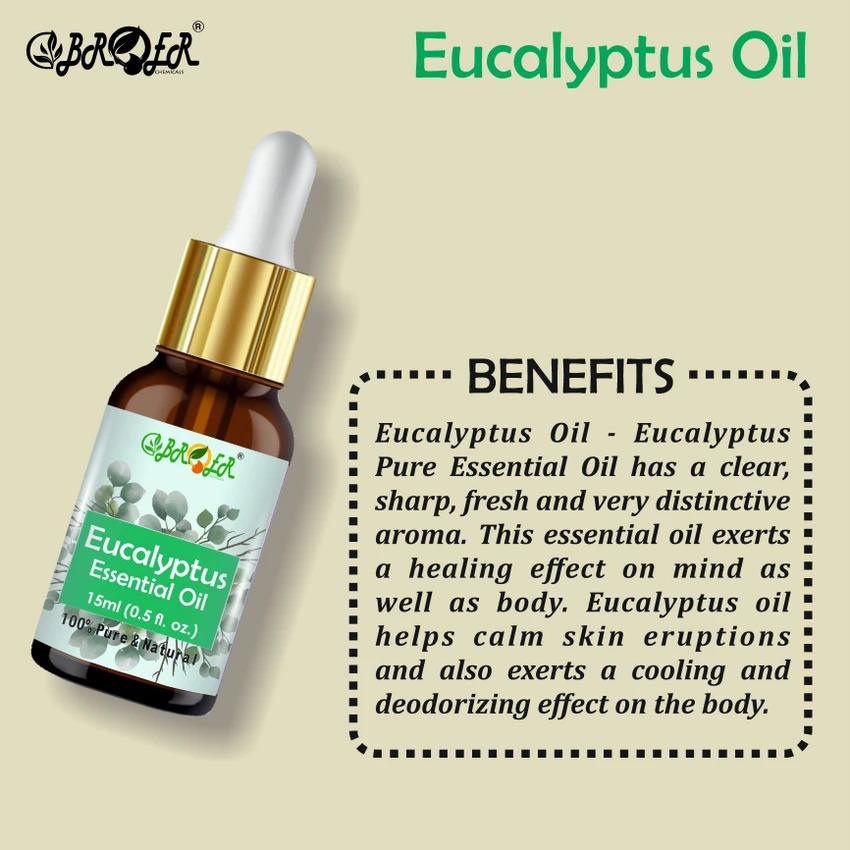 BROER®
CHEMICALS
Eucalyptus Oil
BENEFITS
Eucalyptus Oil - Eucalyptus
Pure Essential Oil has a clear,
sharp, fresh and very distinctive
aroma. This essential oil exerts
a healing effect on mind as
well as body. Eucalyptus oil
helps calm skin eruptions
and also exerts a cooling and
deodorizing effect on the body.
BROER®
Eucalyptus
Essential Oil
15ml (0.5 fl. oz.)
100% Pure & Natural